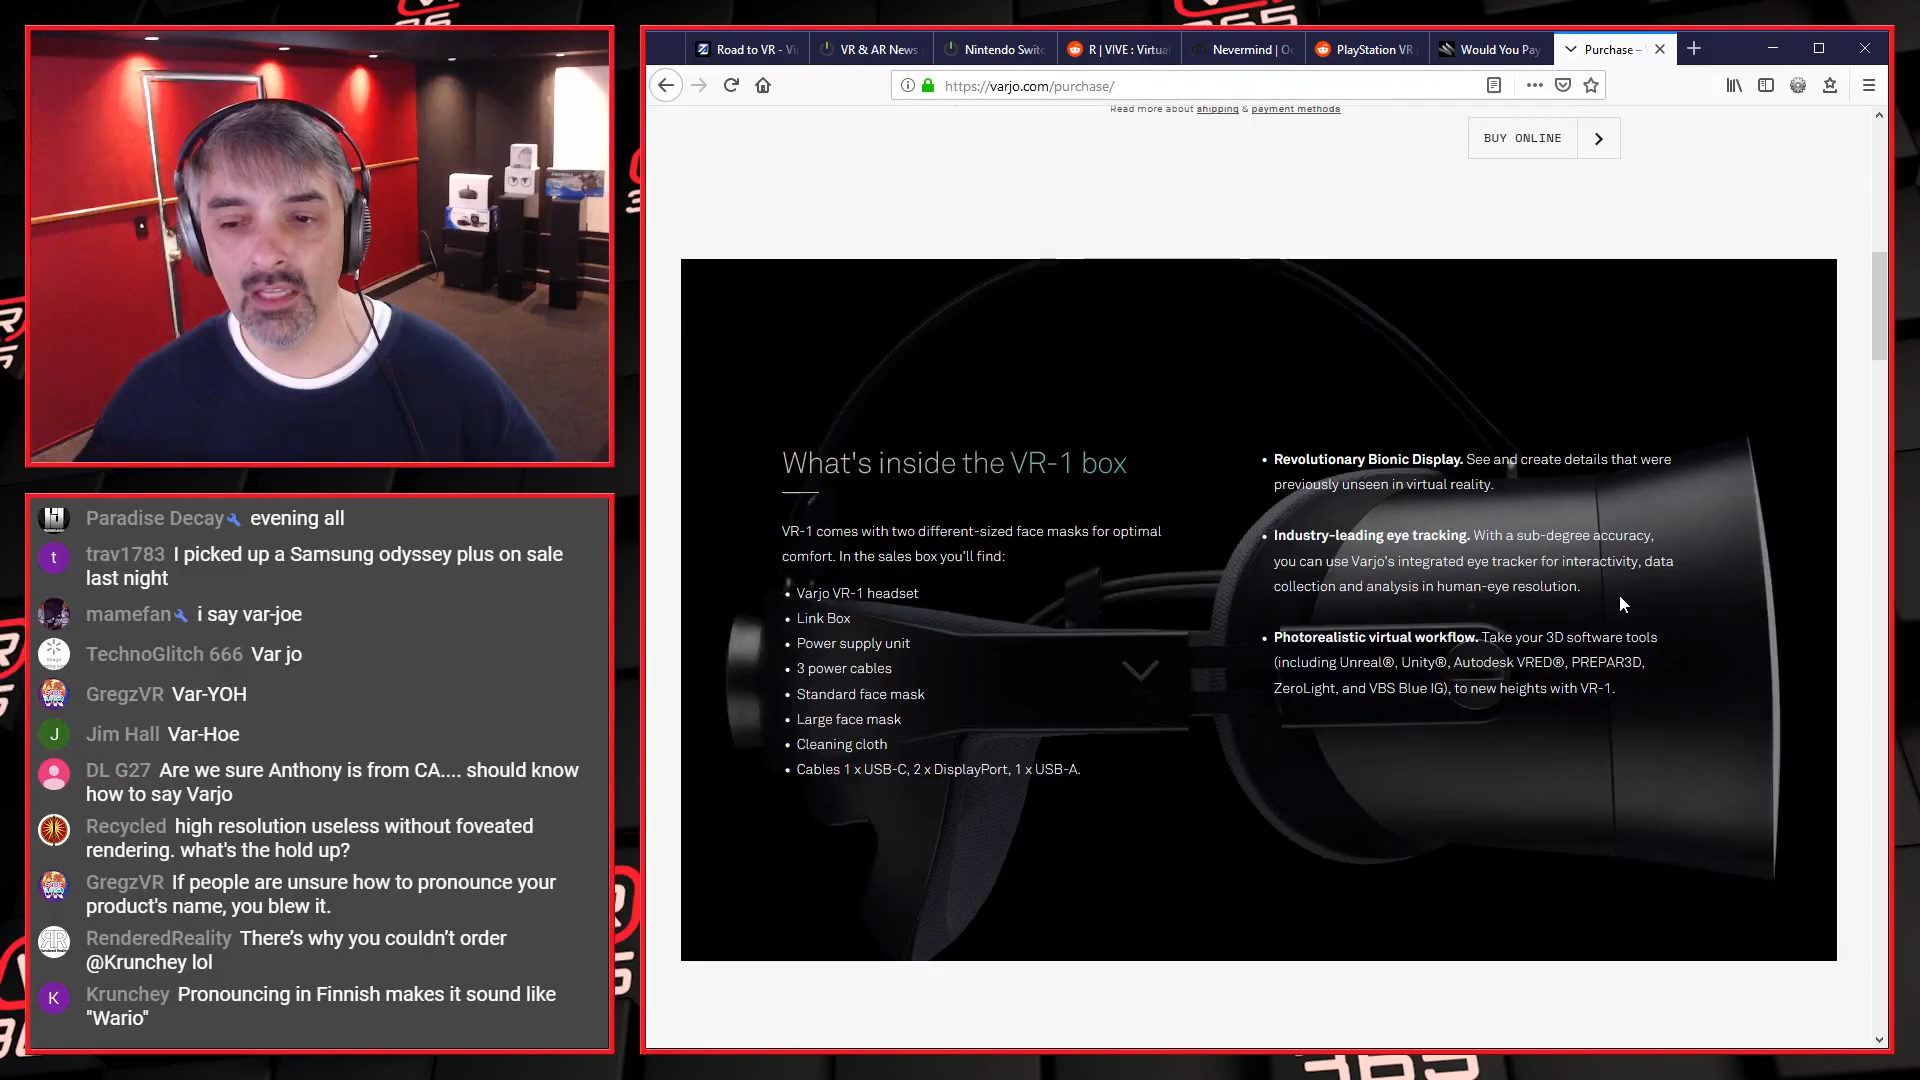 Road to VR - Vi
VR & AR News
Nintendo Switc
R | VIVE : Virtua
Nevermind | Oc
PlayStation VR
Would You Pay
Purchase –
https://varjo.com/purchase/
Read more about shipping & payment methods
BUY ONLINE
What's inside the VR-1 box
VR-1 comes with two different-sized face masks for optimal
comfort. In the sales box you'll find:
• Varjo VR-1 headset
• Link Box
• Power supply unit
• 3 power cables
• Standard face mask
• Large face mask
• Cleaning cloth
• Cables 1 x USB-C, 2 x DisplayPort, 1 x USB-A.
• Revolutionary Bionic Display. See and create details that were
previously unseen in virtual reality.
• Industry-leading eye tracking. With a sub-degree accuracy,
you can use Varjo's integrated eye tracker for interactivity, data
collection and analysis in human-eye resolution.
• Photorealistic virtual workflow. Take your 3D software tools
(including Unreal®, Unity®, Autodesk VRED®, PREPAR3D,
ZeroLight, and VBS Blue IG), to new heights with VR-1.
Paradise Decay evening all
t
trav1783 I picked up a Samsung odyssey plus on sale
last night
mamefan i say var-joe
TechnoGlitch 666 Var jo
GregzVR Var-YOH
J
Jim Hall Var-Hoe
DL G27 Are we sure Anthony is from CA.... should know
how to say Varjo
Recycled high resolution useless without foveated
rendering. what's the hold up?
GregzVR If people are unsure how to pronounce your
product's name, you blew it.
RenderedReality There's why you couldn't order
@Krunchey lol
K
Krunchey Pronouncing in Finnish makes it sound like
"Wario"
365